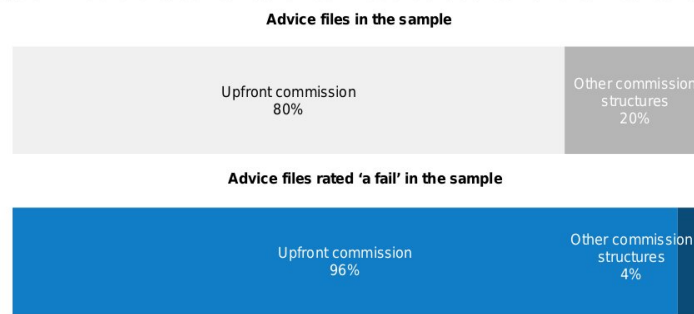 Advice files in the sample
Upfront commission
80%
Other commission
structures
20%
Advice files rated ‘a fail’ in the sample
Upfront commission
96%
Other commission
structures
4%